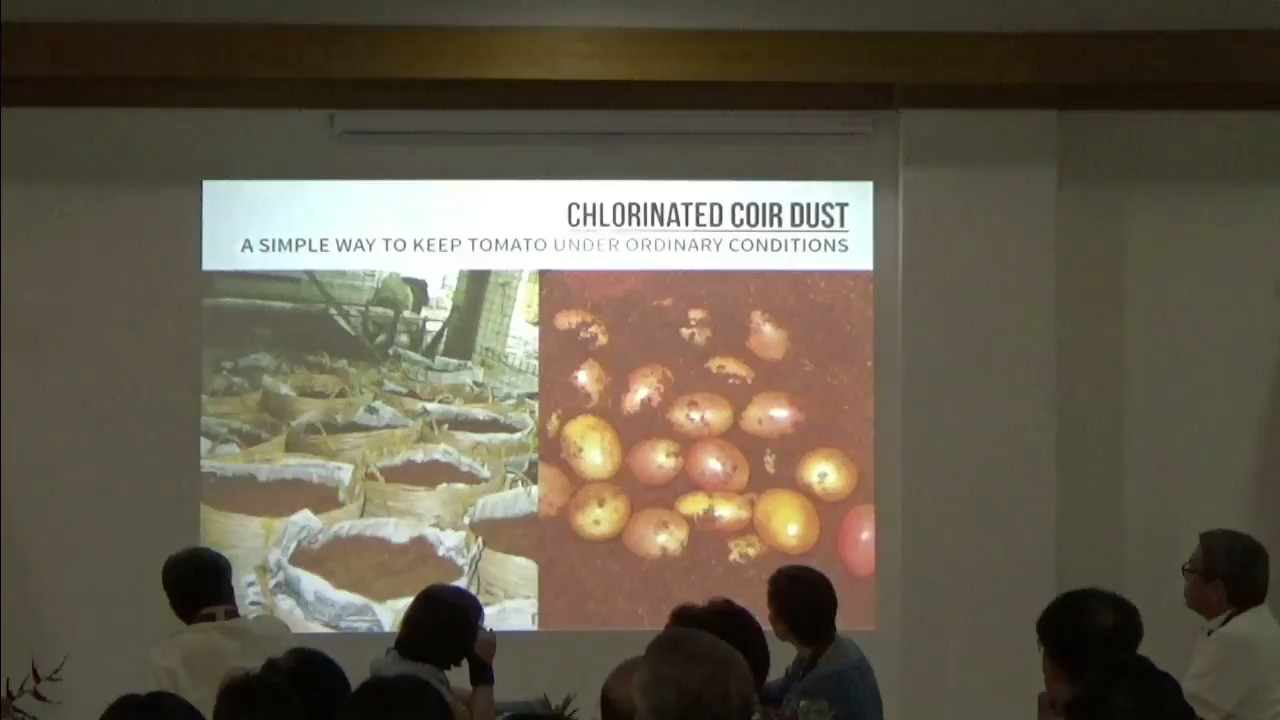 CHLORINATED COIR DUST
A SIMPLE WAY TO KEEP TOMATO UNDER ORDINARY CONDITIONS